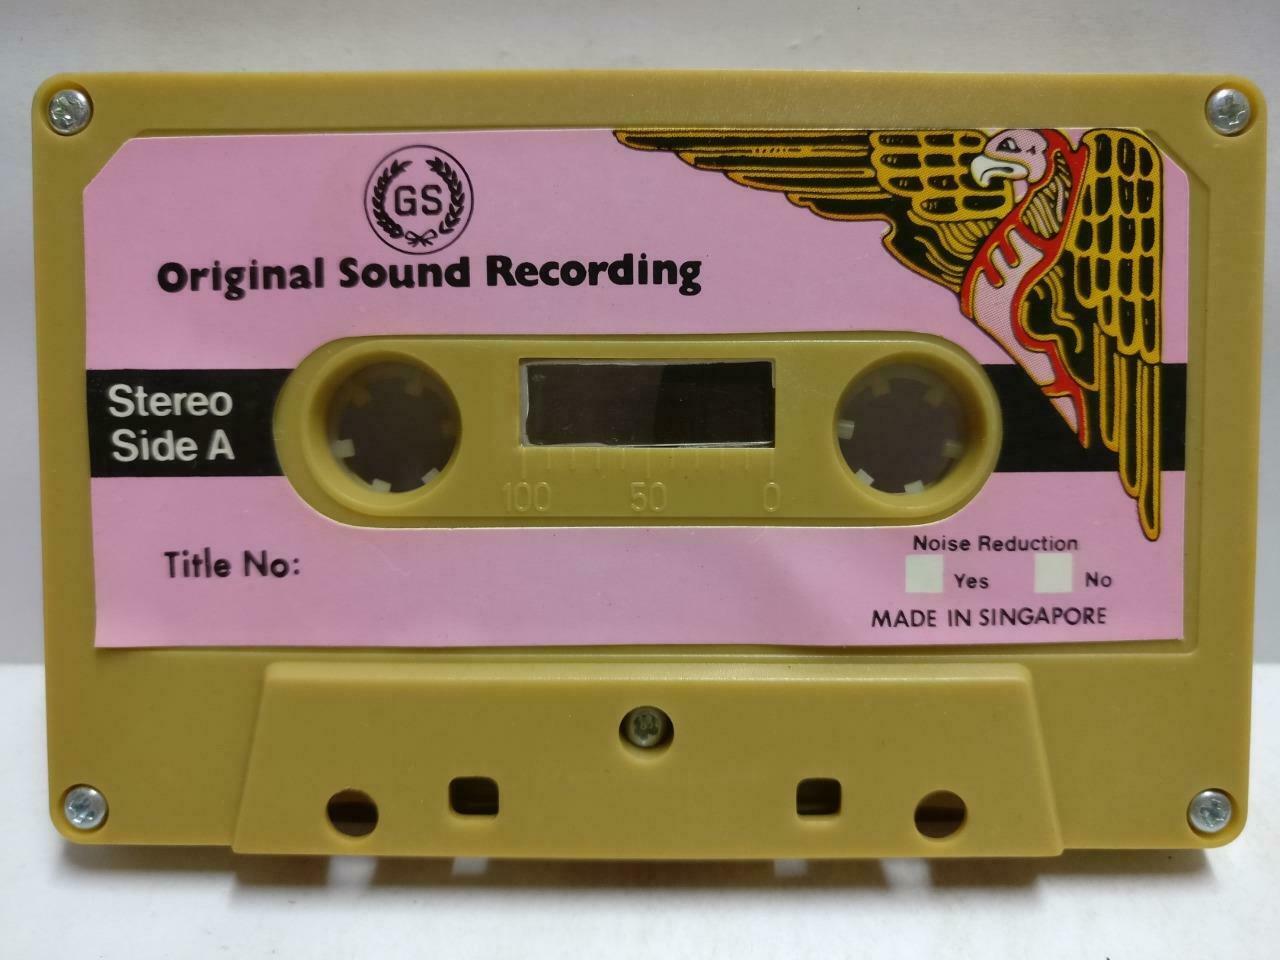 GS
Original Sound Recording
Stereo
Side A
100 50 0
Title No:
Noise Reduction
Yes No
MADE IN SINGAPORE